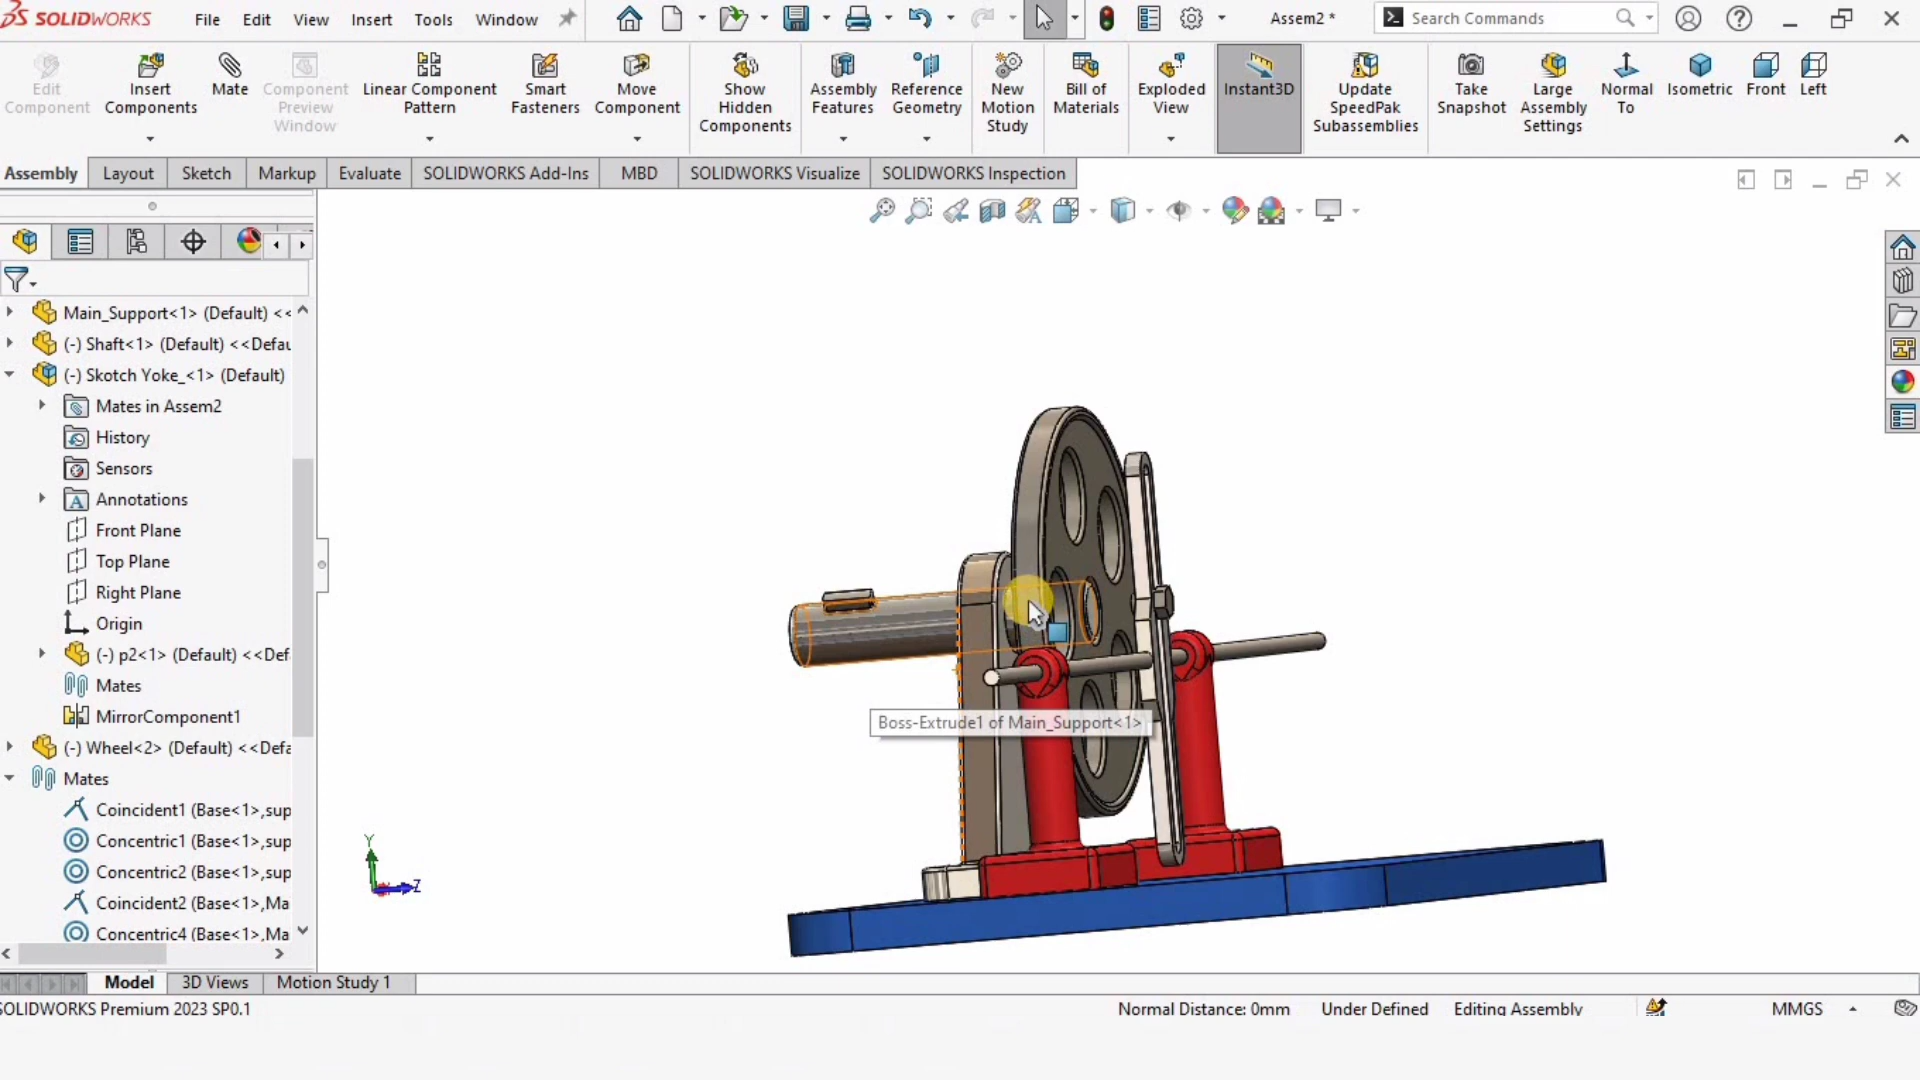 SOLIDWORKS File Edit View Insert Tools Window Assem2 * Search Commands
Edit Component
Insert Components
Mate
Component Preview Window
Linear Component Pattern
Smart Fasteners
Move Component
Show Hidden Components
Assembly Features
Reference Geometry
New Motion Study
Bill of Materials
Exploded View
Instant3D
Update SpeedPak Subassemblies
Take Snapshot
Large Assembly Settings
Normal To
Isometric
Front
Left
Assembly Layout Sketch Markup Evaluate SOLIDWORKS Add-Ins MBD SOLIDWORKS Visualize SOLIDWORKS Inspection
Main_Support<1> (Default) <<
(-) Shaft<1> (Default) <<Defau
(-) Skotch Yoke_<1> (Default)
Mates in Assem2
History
Sensors
Annotations
Front Plane
Top Plane
Right Plane
Origin
(-) p2<1> (Default) <<Def
Mates
MirrorComponent1
(-) Wheel<2> (Default) <<Defa
Mates
Coincident1 (Base<1>,sup
Concentric1 (Base<1>,sup
Concentric2 (Base<1>,sup
Coincident2 (Base<1>,Ma
Concentric4 (Base<1>,Ma
Boss-Extrude1 of Main_Support<1>
Y
Z
Model 3D Views Motion Study 1
SOLIDWORKS Premium 2023 SP0.1 Normal Distance: 0mm Under Defined Editing Assembly MMGS